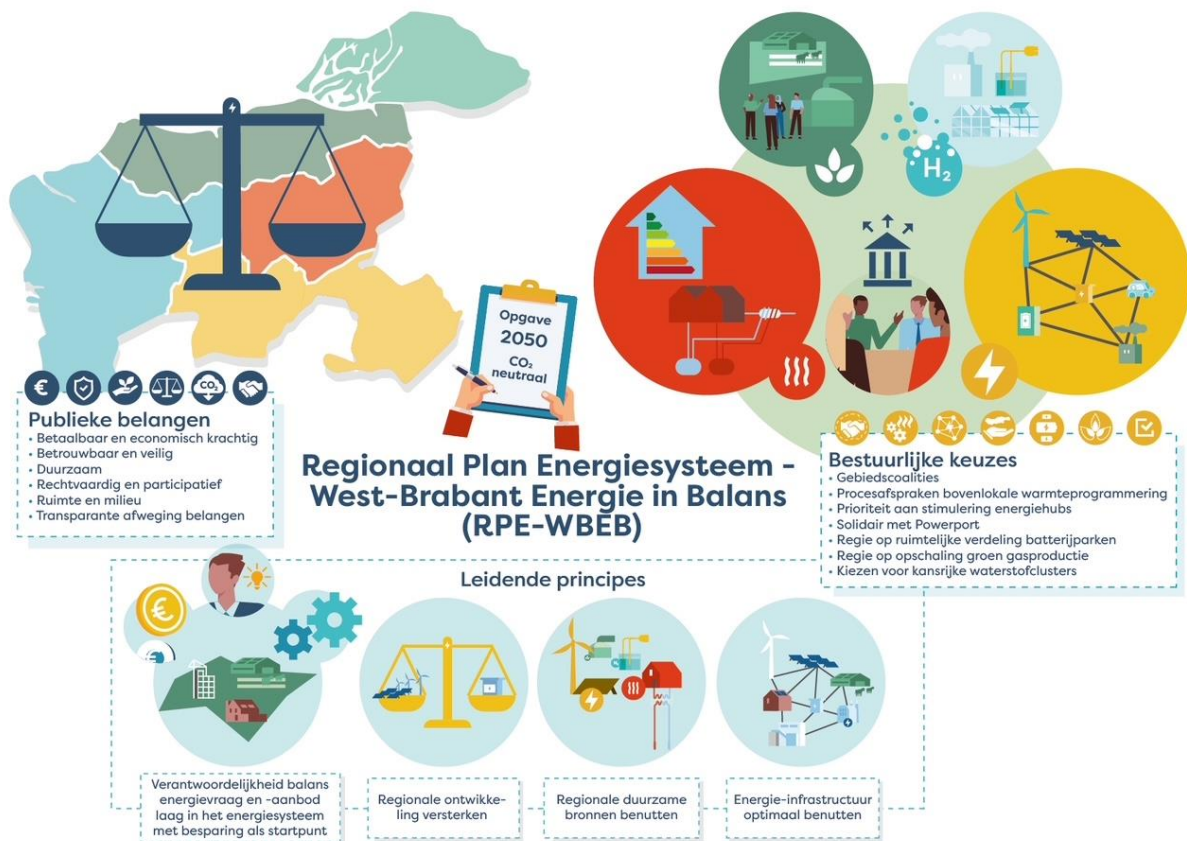 Opgave
2050
CO₂
neutraal
H₂
€
CO₂
Publieke belangen
• Betaalbaar en economisch krachtig
• Betrouwbaar en veilig
• Duurzaam
• Rechtvaardig en participatief
• Ruimte en milieu
• Transparante afweging belangen
Regionaal Plan Energiesysteem -
West-Brabant Energie in Balans
(RPE-WBEB)
Bestuurlijke keuzes
• Gebiedscoalities
• Procesafspraken bovenlokale warmteprogrammering
• Prioriteit aan stimulering energiehubs
• Solidair met Powerport
• Regie op ruimtelijke verdeling batterijparken
• Regie op opschaling groen gasproductie
• Kiezen voor kansrijke waterstofclusters
Leidende principes
€
€
Verantwoordelijkheid balans
energievraag en -aanbod
laag in het energiesysteem
met besparing als startpunt
Regionale ontwikke-
ling versterken
Regionale duurzame
bronnen benutten
Energie-infrastructuur
optimaal benutten